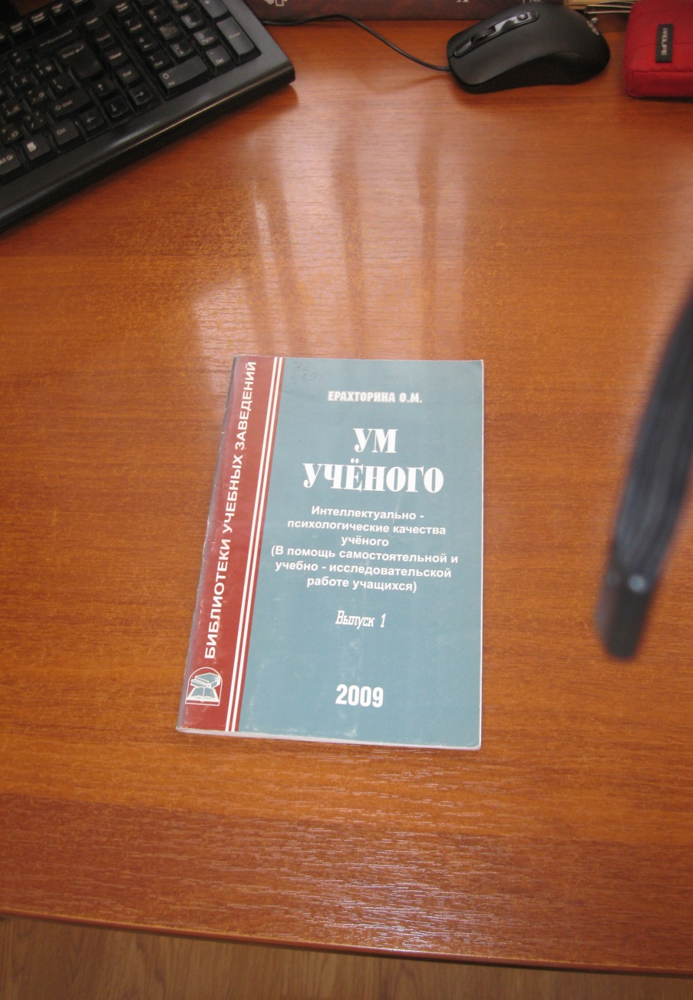 БИБЛИОТЕКИ УЧЕБНЫХ ЗАВЕДЕНИЙ
ЕРАХТОРИНА О.М.
УМ
УЧЁНОГО
Интеллектуально -
психологические качества
учёного
(В помощь самостоятельной и
учебно - исследовательской
работе учащихся)
Выпуск 1
2009